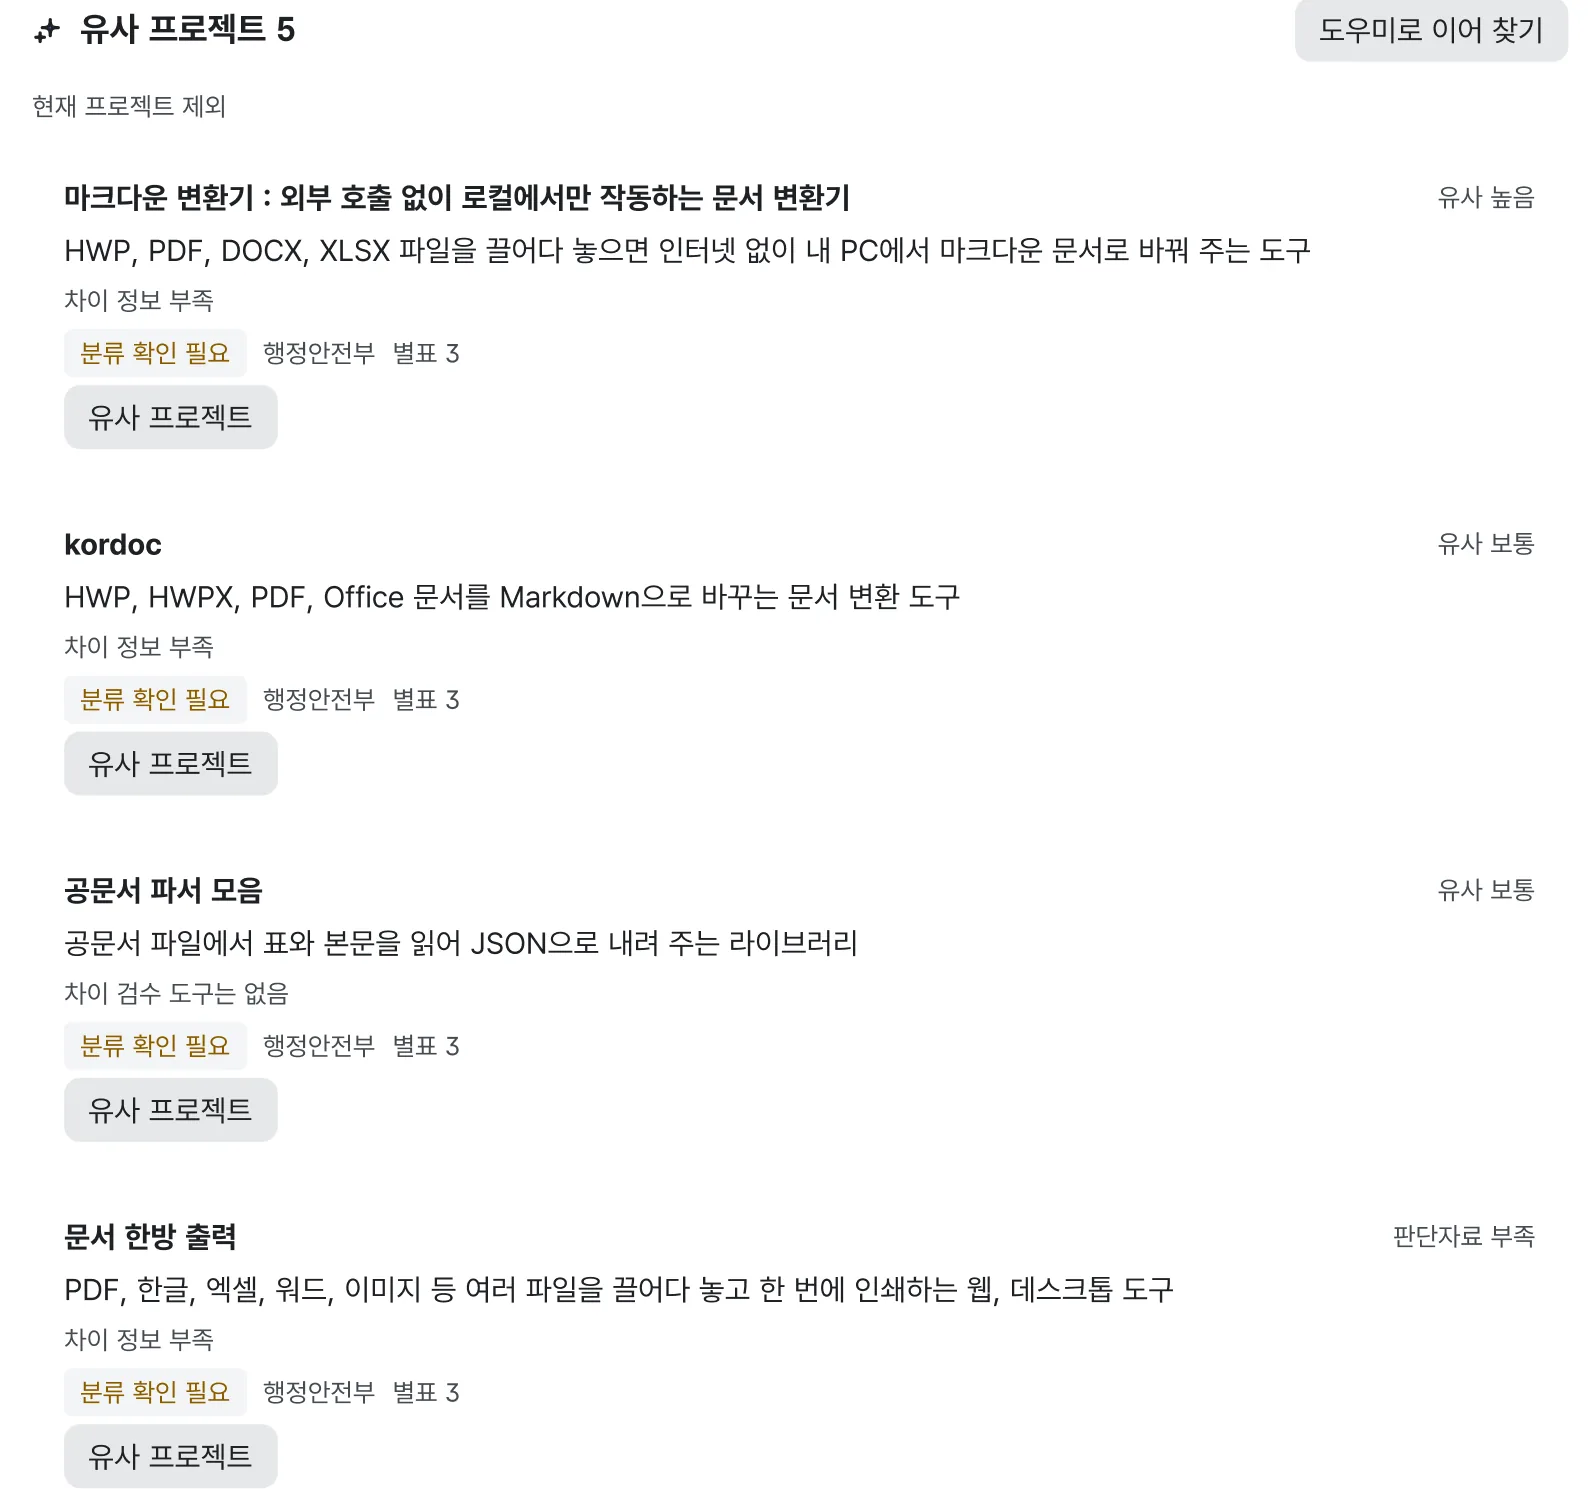 유사 프로젝트 5
도우미로 이어 찾기
현재 프로젝트 제외
마크다운 변환기 : 외부 호출 없이 로컬에서만 작동하는 문서 변환기
유사 높음
HWP, PDF, DOCX, XLSX 파일을 끌어다 놓으면 인터넷 없이 내 PC에서 마크다운 문서로 바꿔 주는 도구
차이 정보 부족
분류 확인 필요 행정안전부 별표 3
유사 프로젝트
kordoc
유사 보통
HWP, HWPX, PDF, Office 문서를 Markdown으로 바꾸는 문서 변환 도구
차이 정보 부족
분류 확인 필요 행정안전부 별표 3
유사 프로젝트
공문서 파서 모음
유사 보통
공문서 파일에서 표와 본문을 읽어 JSON으로 내려 주는 라이브러리
차이 검수 도구는 없음
분류 확인 필요 행정안전부 별표 3
유사 프로젝트
문서 한방 출력
판단자료 부족
PDF, 한글, 엑셀, 워드, 이미지 등 여러 파일을 끌어다 놓고 한 번에 인쇄하는 웹, 데스크톱 도구
차이 정보 부족
분류 확인 필요 행정안전부 별표 3
유사 프로젝트